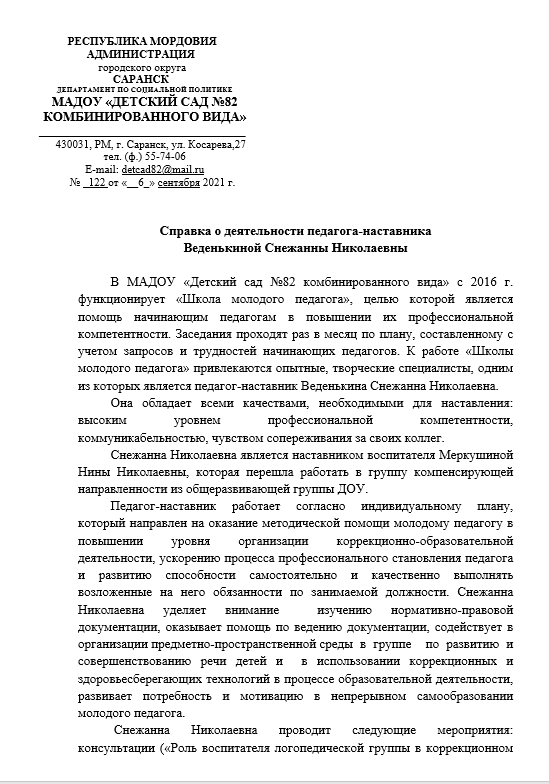 РЕСПУБЛИКА МОРДОВИЯ
АДМИНИСТРАЦИЯ
городского округа
САРАНСК
ДЕПАРТАМЕНТ ПО СОЦИАЛЬНОЙ ПОЛИТИКЕ
МАДОУ «ДЕТСКИЙ САД №82
КОМБИНИРОВАННОГО ВИДА»
430031, РМ, г. Саранск, ул. Косарева,27
тел. (ф.) 55-74-06
E-mail: detcad82@mail.ru
№ _122 от «__6_» сентября 2021 г.
Справка о деятельности педагога-наставника
Веденькиной Снежанны Николаевны
В МАДОУ «Детский сад №82 комбинированного вида» с 2016 г.
функционирует «Школа молодого педагога», целью которой является
помощь начинающим педагогам в повышении их профессиональной
компетентности. Заседания проходят раз в месяц по плану, составленному с
учетом запросов и трудностей начинающих педагогов. К работе «Школы
молодого педагога» привлекаются опытные, творческие специалисты, одним
из которых является педагог-наставник Веденькина Снежанна Николаевна.
Она обладает всеми качествами, необходимыми для наставления:
высоким уровнем профессиональной компетентности,
коммуникабельностью, чувством сопереживания за своих коллег.
Снежанна Николаевна является наставником воспитателя Меркушиной
Нины Николаевны, которая перешла работать в группу компенсирующей
направленности из общеразвивающей группы ДОУ.
Педагог-наставник работает согласно индивидуальному плану,
который направлен на оказание методической помощи молодому педагогу в
повышении уровня организации коррекционно-образовательной
деятельности, ускорению процесса профессионального становления педагога
и развитию способности самостоятельно и качественно выполнять
возложенные на него обязанности по занимаемой должности. Снежанна
Николаевна уделяет внимание изучению нормативно-правовой
документации, оказывает помощь по ведению документации, содействует в
организации предметно-пространственной среды в группе по развитию и
совершенствованию речи детей и в использовании коррекционных и
здоровьесберегающих технологий в процессе образовательной деятельности,
развивает потребность и мотивацию в непрерывном самообразовании
молодого педагога.
Снежанна Николаевна проводит следующие мероприятия:
консультации («Роль воспитателя логопедической группы в коррекционном